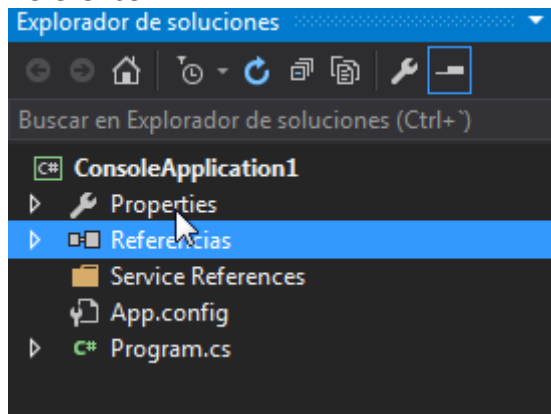 Explorador de soluciones
Buscar en Explorador de soluciones (Ctrl+`)
C# ConsoleApplication1
Properties
Referencias
Service References
App.config
C# Program.cs